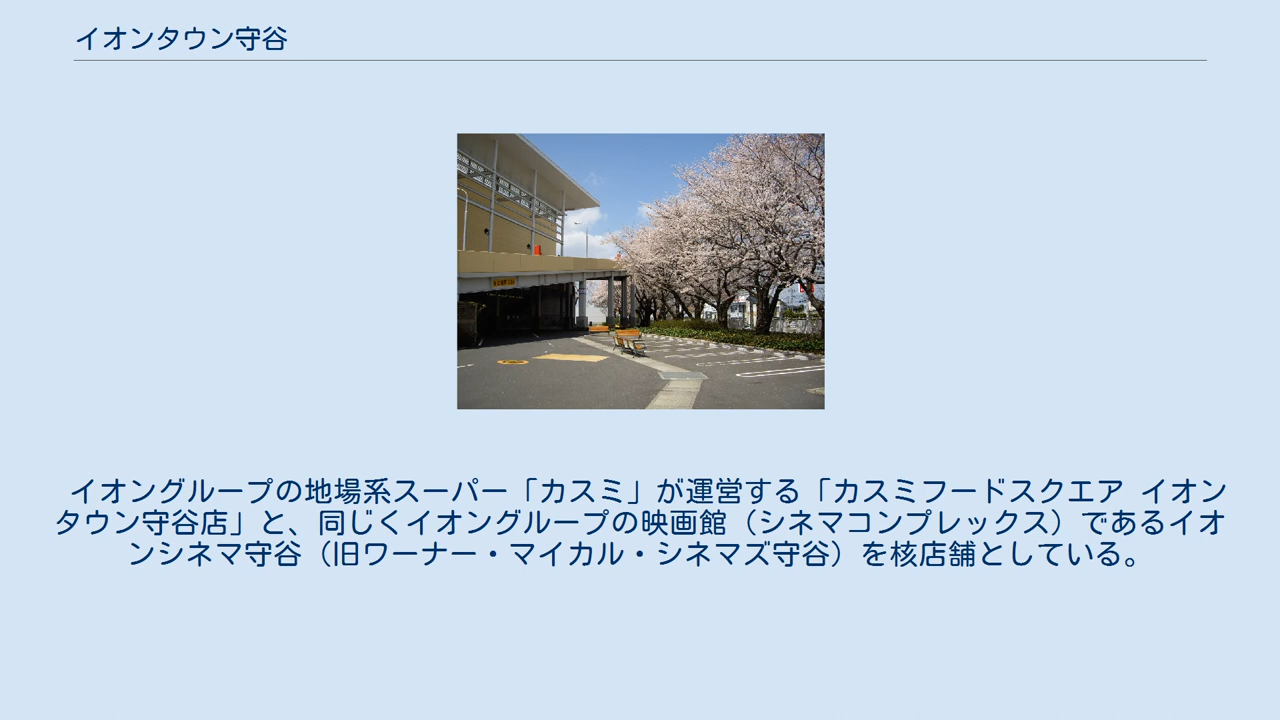 イオンタウン守谷
イオングループの地場系スーパー「カスミ」が運営する「カスミフードスクエア イオン
タウン守谷店」と、同じくイオングループの映画館（シネマコンプレックス）であるイオ
ンシネマ守谷（旧ワーナー・マイカル・シネマズ守谷）を核店舗としている。